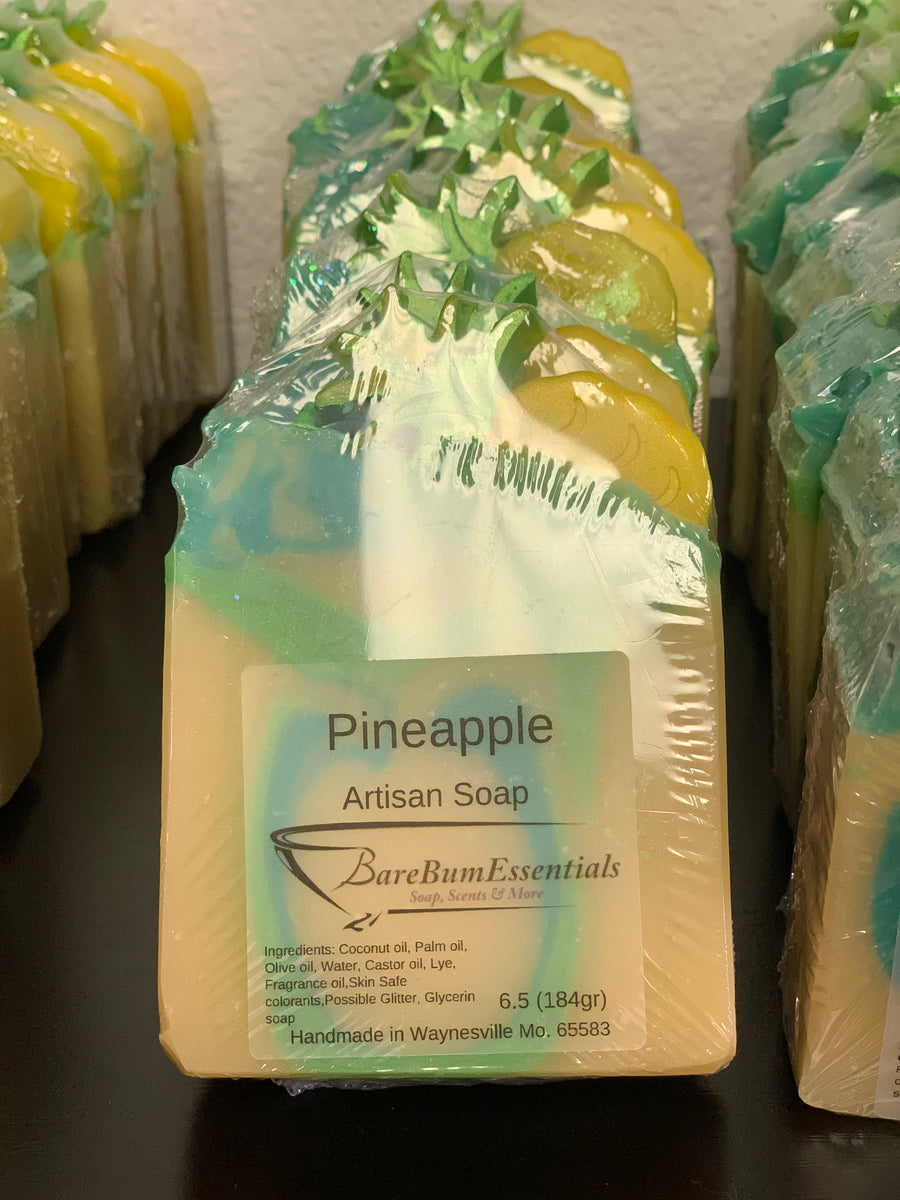 Pineapple
Artisan Soap
BareBumEssentials
Soap, Scents & More
Ingredients: Coconut oil, Palm oil,
Olive oil, Water, Castor oil, Lye,
Fragrance oil,Skin Safe
colorants,Possible Glitter, Glycerin
soap
6.5 (184gr)
Handmade in Waynesville Mo. 65583